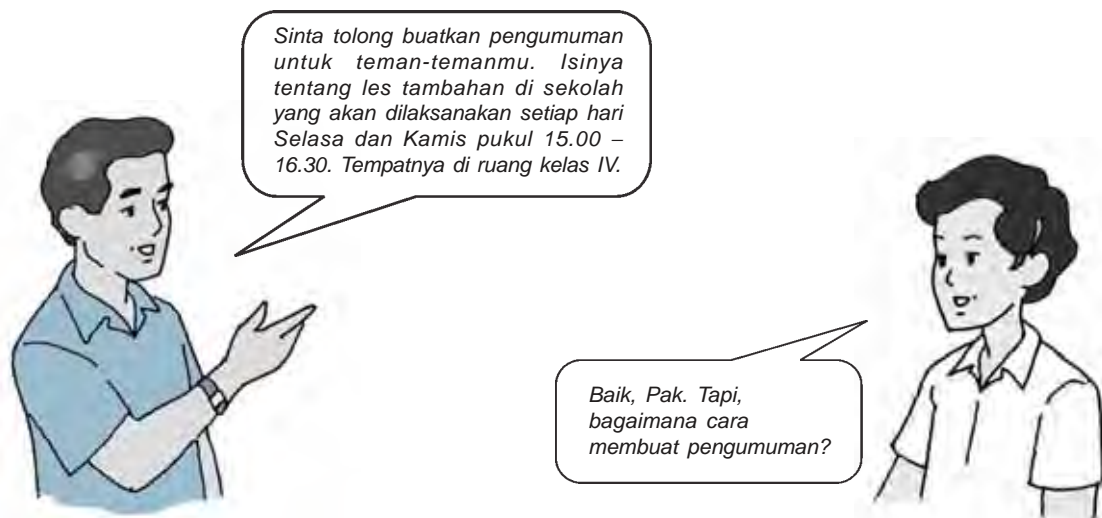 Sinta tolong buatkan pengumuman
untuk teman-temanmu. Isinya
tentang les tambahan di sekolah
yang akan dilaksanakan setiap hari
Selasa dan Kamis pukul 15.00 –
16.30. Tempatnya di ruang kelas IV.
Baik, Pak. Tapi,
bagaimana cara
membuat pengumuman?